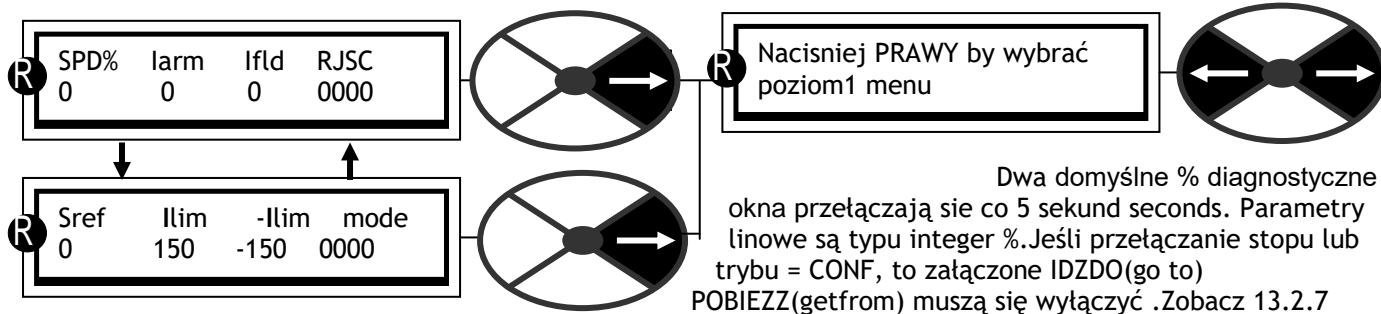 R
SPD% Iarm Ifld RJSC
0 0 0 0000
R
Sref Ilim -Ilim mode
0 150 -150 0000
R
Nacisniej PRAWY by wybrać
poziom1 menu
Dwa domyślne % diagnostyczne
okna przełączają sie co 5 sekund seconds. Parametry
linowe są typu integer %.Jeśli przełączanie stopu lub
trybu = CONF, to załączone IDZDO(go to)
POBIEZZ(getfrom) muszą się wyłączyć .Zobacz 13.2.7